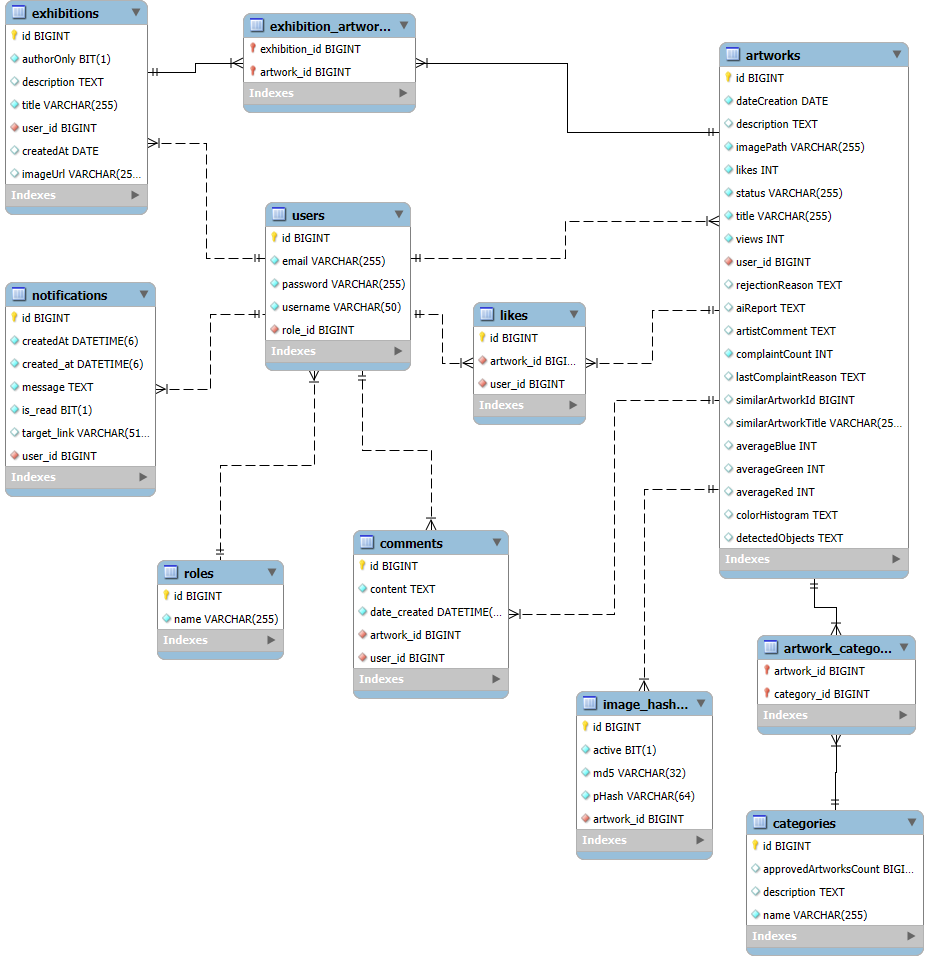 exhibitions
id BIGINT
authorOnly BIT(1)
description TEXT
title VARCHAR(255)
user_id BIGINT
createdAt DATE
imageUrl VARCHAR(25...
Indexes
exhibition_artwor...
exhibition_id BIGINT
artwork_id BIGINT
Indexes
artworks
id BIGINT
dateCreation DATE
description TEXT
imagePath VARCHAR(255)
likes INT
status VARCHAR(255)
title VARCHAR(255)
views INT
user_id BIGINT
rejectionReason TEXT
aiReport TEXT
artistComment TEXT
complaintCount INT
lastComplaintReason TEXT
similarArtworkId BIGINT
similarArtworkTitle VARCHAR(25...
averageBlue INT
averageGreen INT
averageRed INT
colorHistogram TEXT
detectedObjects TEXT
Indexes
users
id BIGINT
email VARCHAR(255)
password VARCHAR(255)
username VARCHAR(50)
role_id BIGINT
Indexes
notifications
id BIGINT
createdAt DATETIME(6)
created_at DATETIME(6)
message TEXT
is_read BIT(1)
target_link VARCHAR(51...
user_id BIGINT
Indexes
likes
id BIGINT
artwork_id BIGI...
user_id BIGINT
Indexes
roles
id BIGINT
name VARCHAR(255)
Indexes
comments
id BIGINT
content TEXT
date_created DATETIME(...
artwork_id BIGINT
user_id BIGINT
Indexes
image_hash...
id BIGINT
active BIT(1)
md5 VARCHAR(32)
pHash VARCHAR(64)
artwork_id BIGINT
Indexes
artwork_catego...
artwork_id BIGINT
category_id BIGINT
Indexes
categories
id BIGINT
approvedArtworksCount BIGI...
description TEXT
name VARCHAR(255)
Indexes